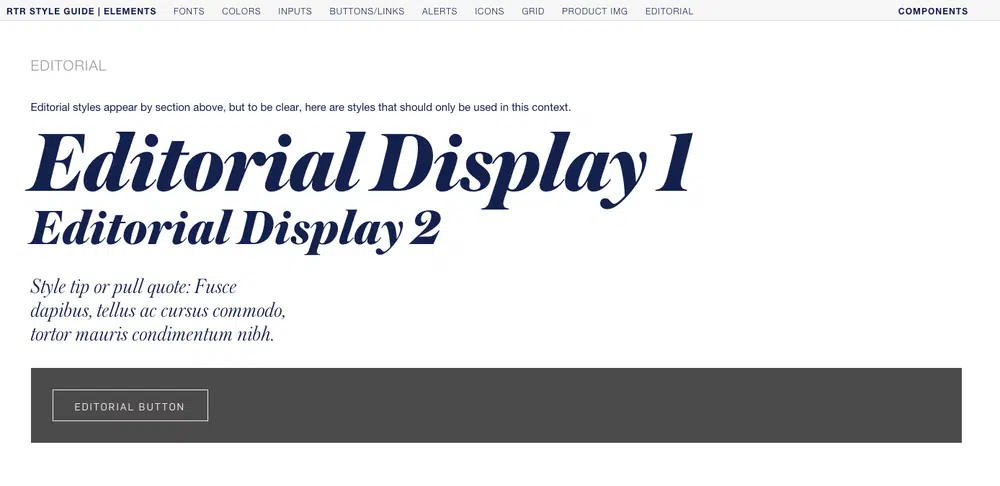 RTR STYLE GUIDE | ELEMENTS FONTS COLORS INPUTS BUTTONS/LINKS ALERTS ICONS GRID PRODUCT IMG EDITORIAL COMPONENTS
EDITORIAL
Editorial styles appear by section above, but to be clear, here are styles that should only be used in this context.
Editorial Display 1
Editorial Display 2
Style tip or pull quote: Fusce
dapibus, tellus ac cursus commodo,
tortor mauris condimentum nibh.
EDITORIAL BUTTON